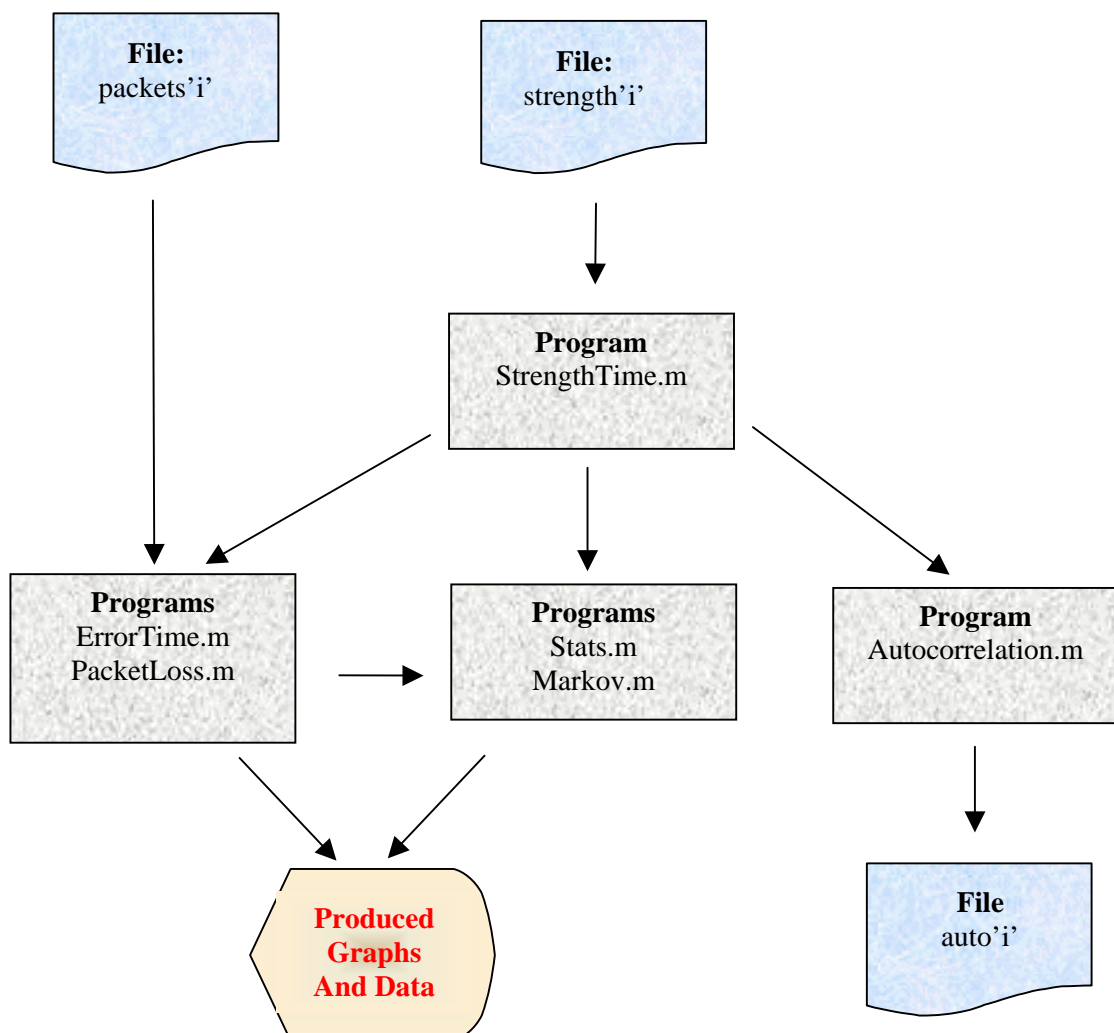 File:
packets’i’
File:
strength’i’
Program
StrengthTime.m
Programs
ErrorTime.m
PacketLoss.m
Programs
Stats.m
Markov.m
Program
Autocorrelation.m
Produced
Graphs
And Data
File
auto’i’